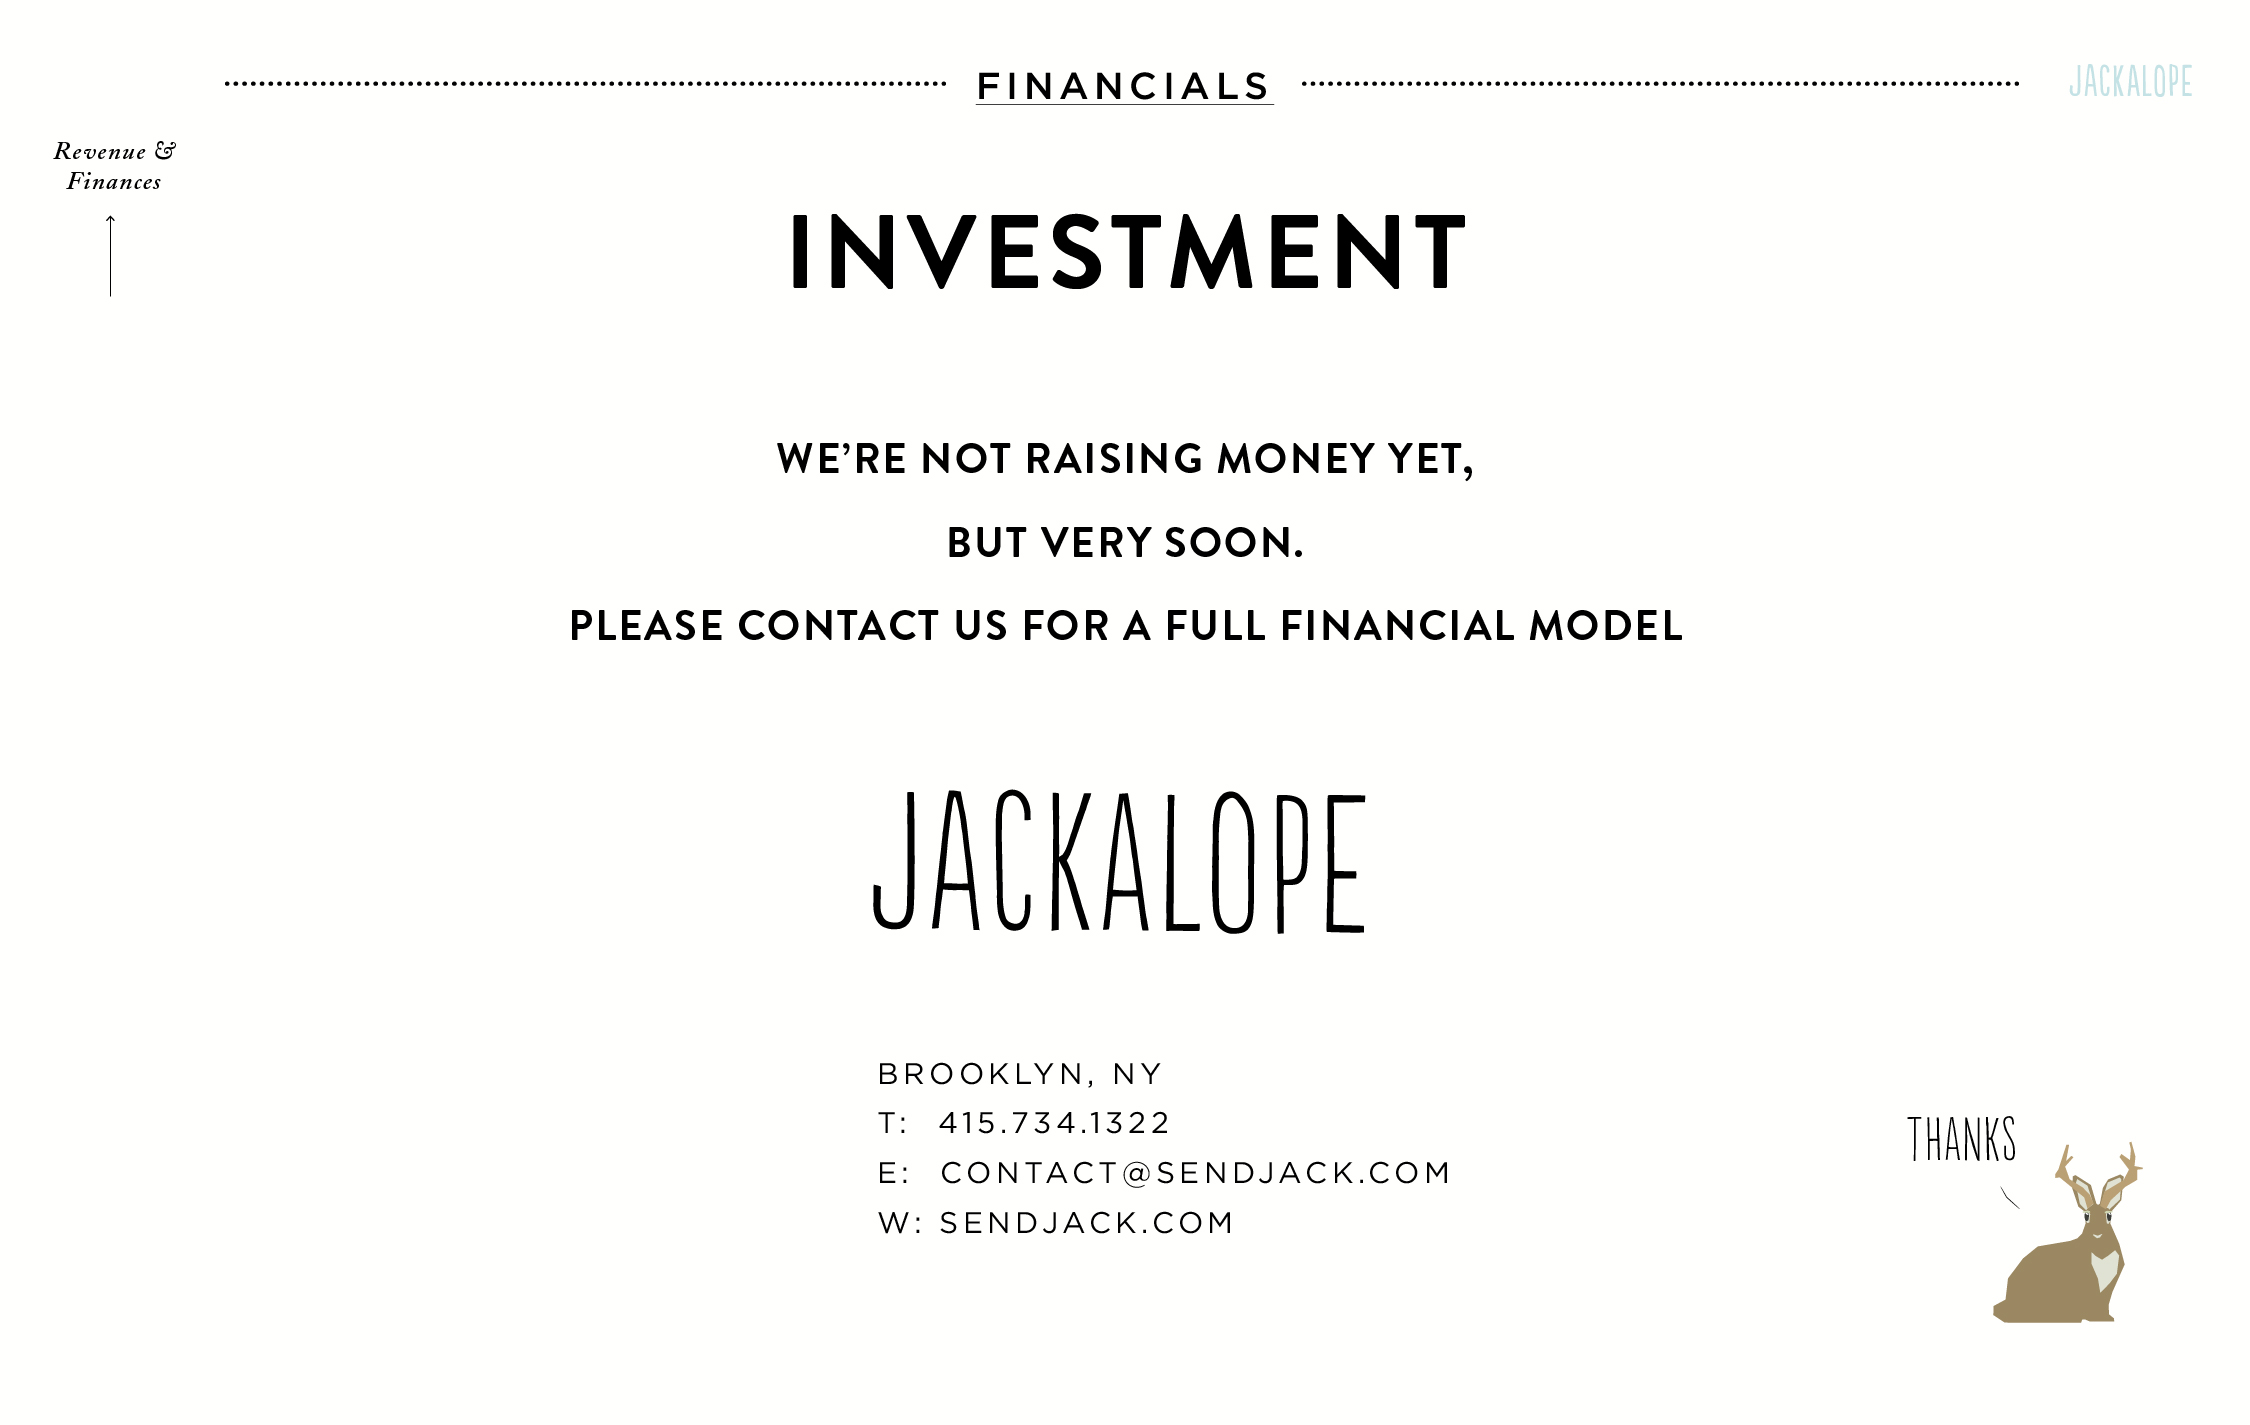 FINANCIALS
JACKALOPE
Revenue &
Finances
INVESTMENT
WE’RE NOT RAISING MONEY YET,
BUT VERY SOON.
PLEASE CONTACT US FOR A FULL FINANCIAL MODEL
JACKALOPE
BROOKLYN, NY
T: 415.734.1322
E: CONTACT@SENDJACK.COM
W: SENDJACK.COM
THANKS